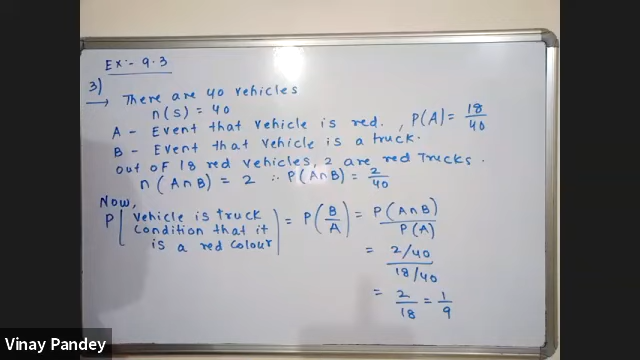 Ex:- 9.3
3)
→ There are 40 vehicles
n(s) = 40
A - Event that vehicle is red. , P(A) = 18/40
B - Event that vehicle is a truck.
out of 18 red vehicles, 2 are red trucks.
n(A∩B) = 2 ∴ P(A∩B) = 2/40
Now,
P( vehicle is truck
condition that it
is a red colour ) = P(B/A) = P(A∩B)/P(A)
= 2/40 / 18/40
= 2/18 = 1/9
Vinay Pandey